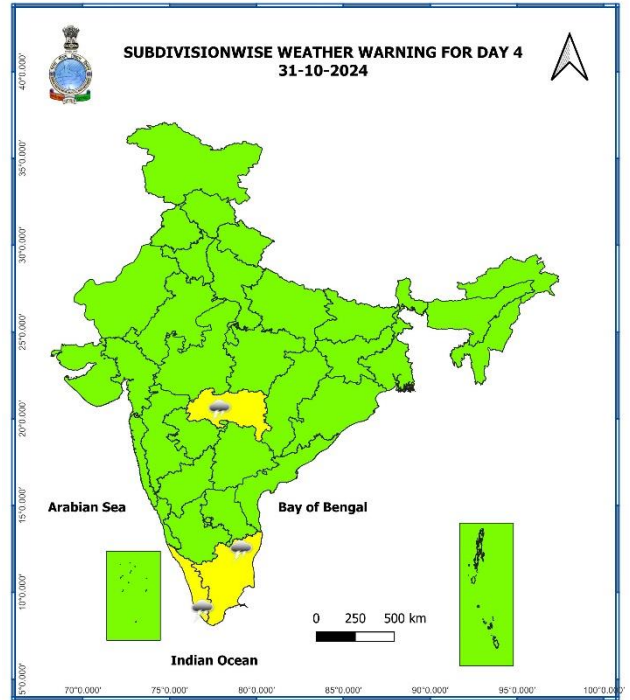 SUBDIVISIONWISE WEATHER WARNING FOR DAY 4
31-10-2024
40°0.000'
35°0.000'
30°0.000'
25°0.000'
20°0.000'
15°0.000'
10°0.000'
5°0.000'
Arabian Sea
Bay of Bengal
0 250 500 km
Indian Ocean
70°0.000' 75°0.000' 80°0.000' 85°0.000' 90°0.000' 95°0.000' 100°0.000'